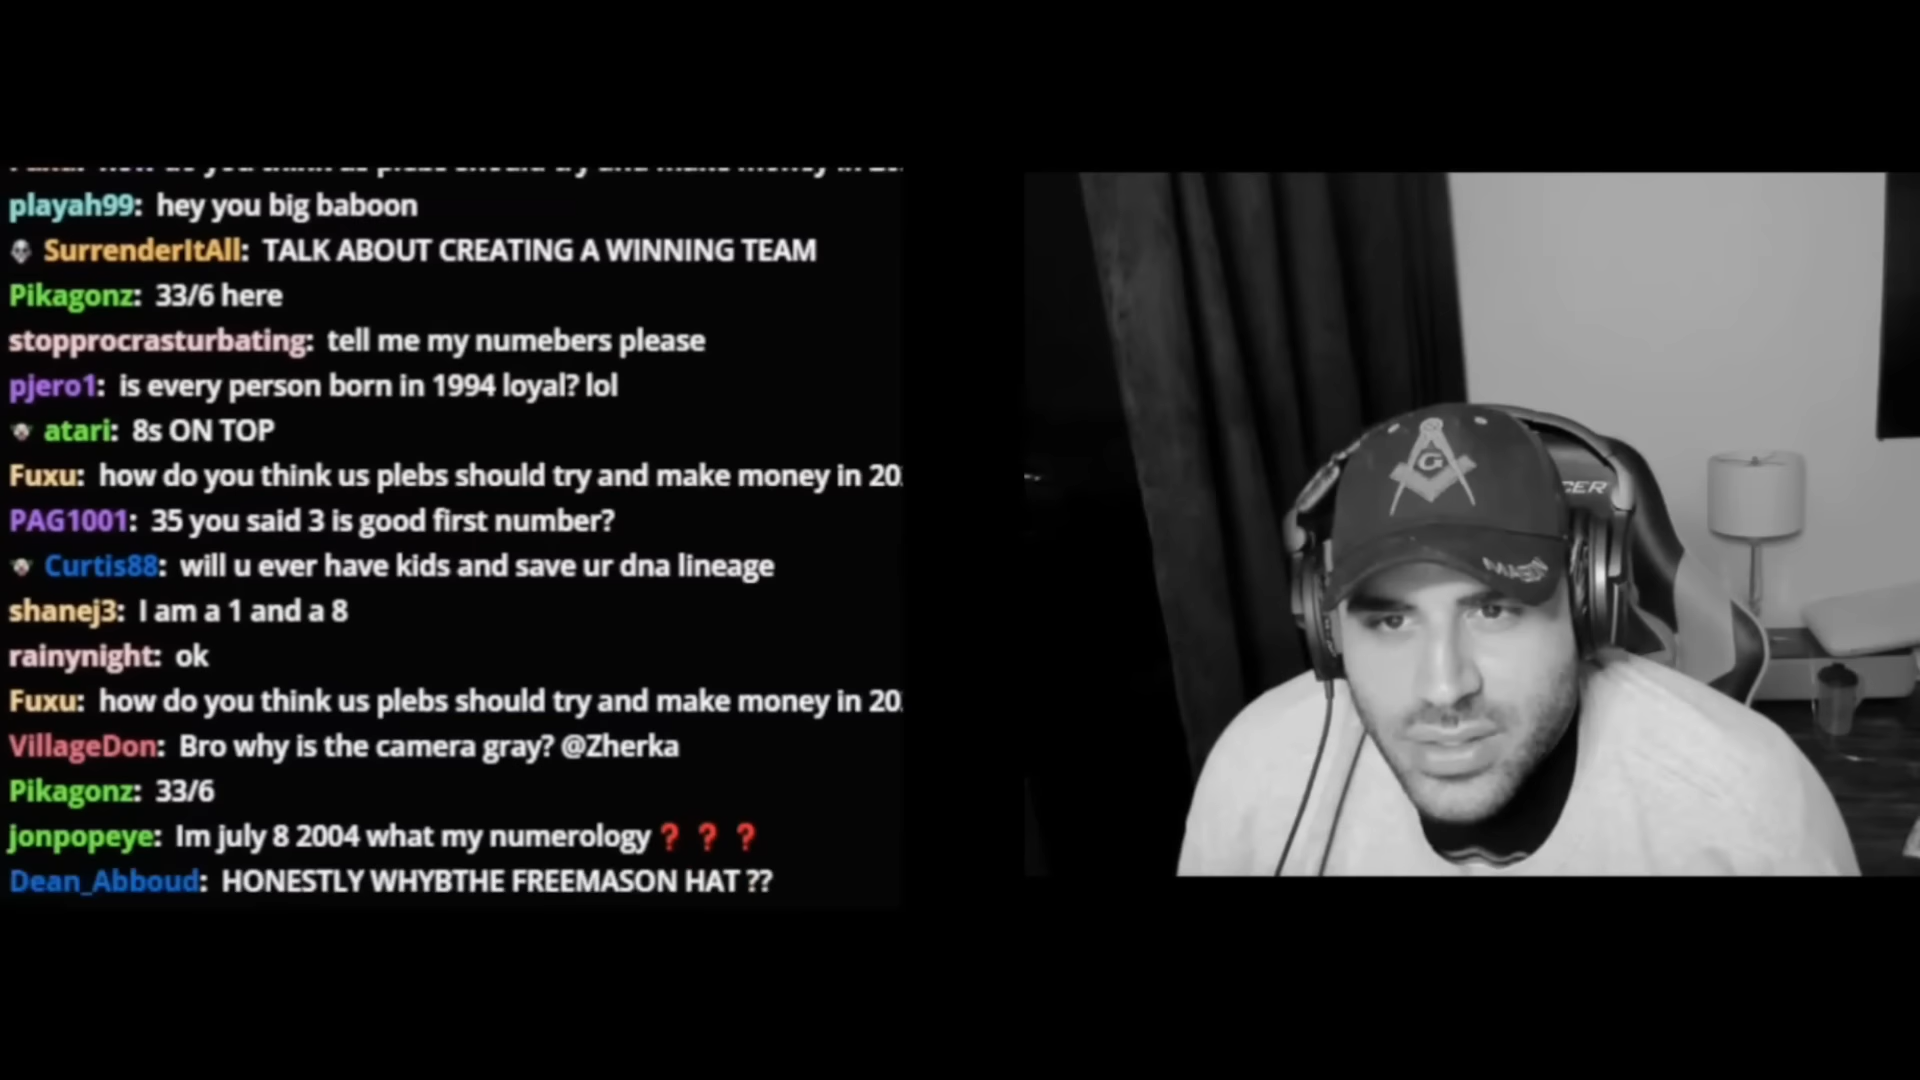 playah99: hey you big baboon
SurrenderItAll: TALK ABOUT CREATING A WINNING TEAM
Pikagonz: 33/6 here
stopprocrasturbating: tell me my numebers please
pjero1: is every person born in 1994 loyal? lol
atari: 8s ON TOP
Fuxu: how do you think us plebs should try and make money in
PAG1001: 35 you said 3 is good first number?
Curtis88: will u ever have kids and save ur dna lineage
shanej3: I am a 1 and a 8
rainynight: ok
Fuxu: how do you think us plebs should try and make money in
VillageDon: Bro why is the camera gray? @Zherka
Pikagonz: 33/6
jonpopeye: Im july 8 2004 what my numerology❓❓❓
Dean_Abboud: HONESTLY WHYBTHE FREEMASON HAT ??
G